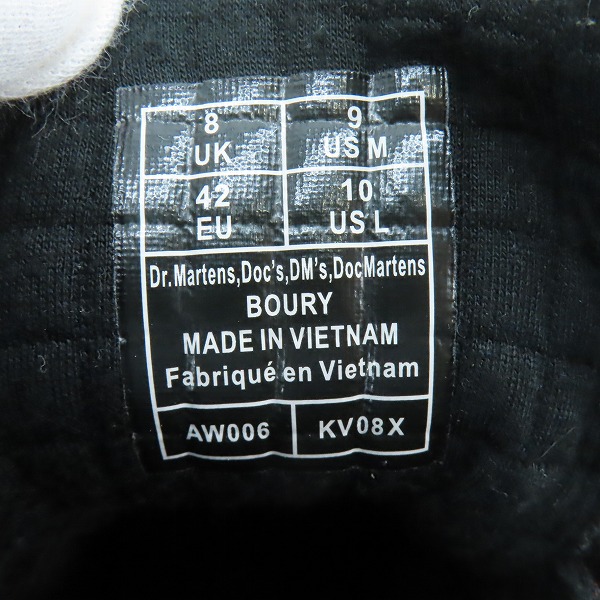 8 9
UK US M
42 10
EU US L
Dr.Martens,Doc's,DM's,DocMartens
BOURY
MADE IN VIETNAM
Fabriqué en Vietnam
AW006 KV08X